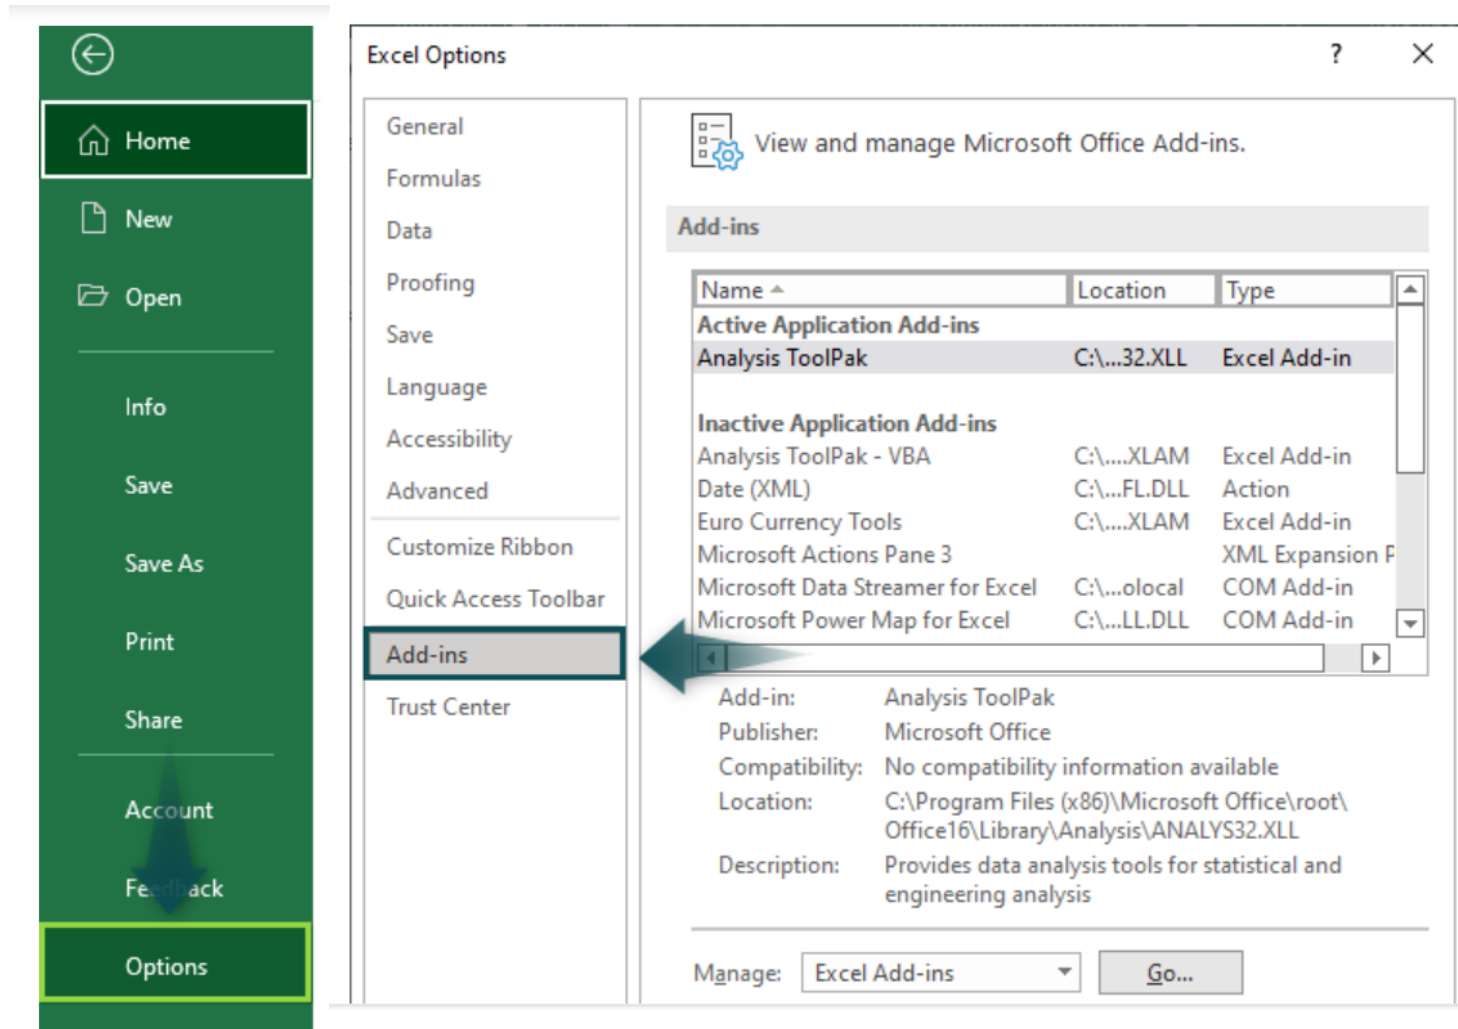 Home
New
Open
Info
Save
Save As
Print
Share
Account
Feedback
Options
Excel Options ?
General
Formulas
Data
Proofing
Save
Language
Accessibility
Advanced
Customize Ribbon
Quick Access Toolbar
Add-ins
Trust Center
View and manage Microsoft Office Add-ins.
Add-ins
Name Location Type
Active Application Add-ins
Analysis ToolPak C:\...32.XLL Excel Add-in
Inactive Application Add-ins
Analysis ToolPak - VBA C:\....XLAM Excel Add-in
Date (XML) C:\...FL.DLL Action
Euro Currency Tools C:\....XLAM Excel Add-in
Microsoft Actions Pane 3 XML Expansion P
Microsoft Data Streamer for Excel C:\...olocal COM Add-in
Microsoft Power Map for Excel C:\...LL.DLL COM Add-in
Add-in: Analysis ToolPak
Publisher: Microsoft Office
Compatibility: No compatibility information available
Location: C:\Program Files (x86)\Microsoft Office\root\
Office16\Library\Analysis\ANALYS32.XLL
Description: Provides data analysis tools for statistical and
engineering analysis
Manage: Excel Add-ins Go...